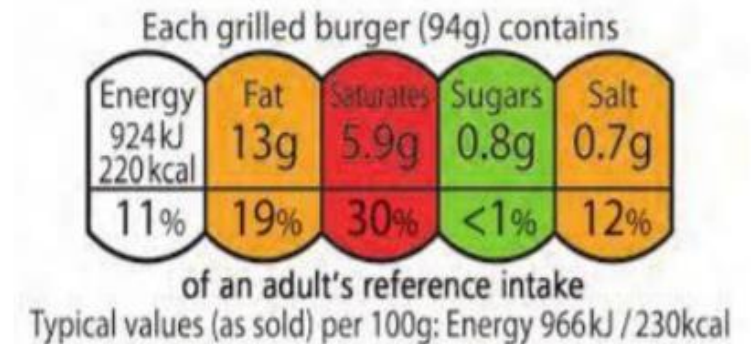 Each grilled burger (94g) contains
Energy Fat Saturates Sugars Salt
924kJ
220kcal 13g 5.9g 0.8g 0.7g
11% 19% 30% <1% 12%
of an adult's reference intake
Typical values (as sold) per 100g: Energy 966kJ / 230kcal